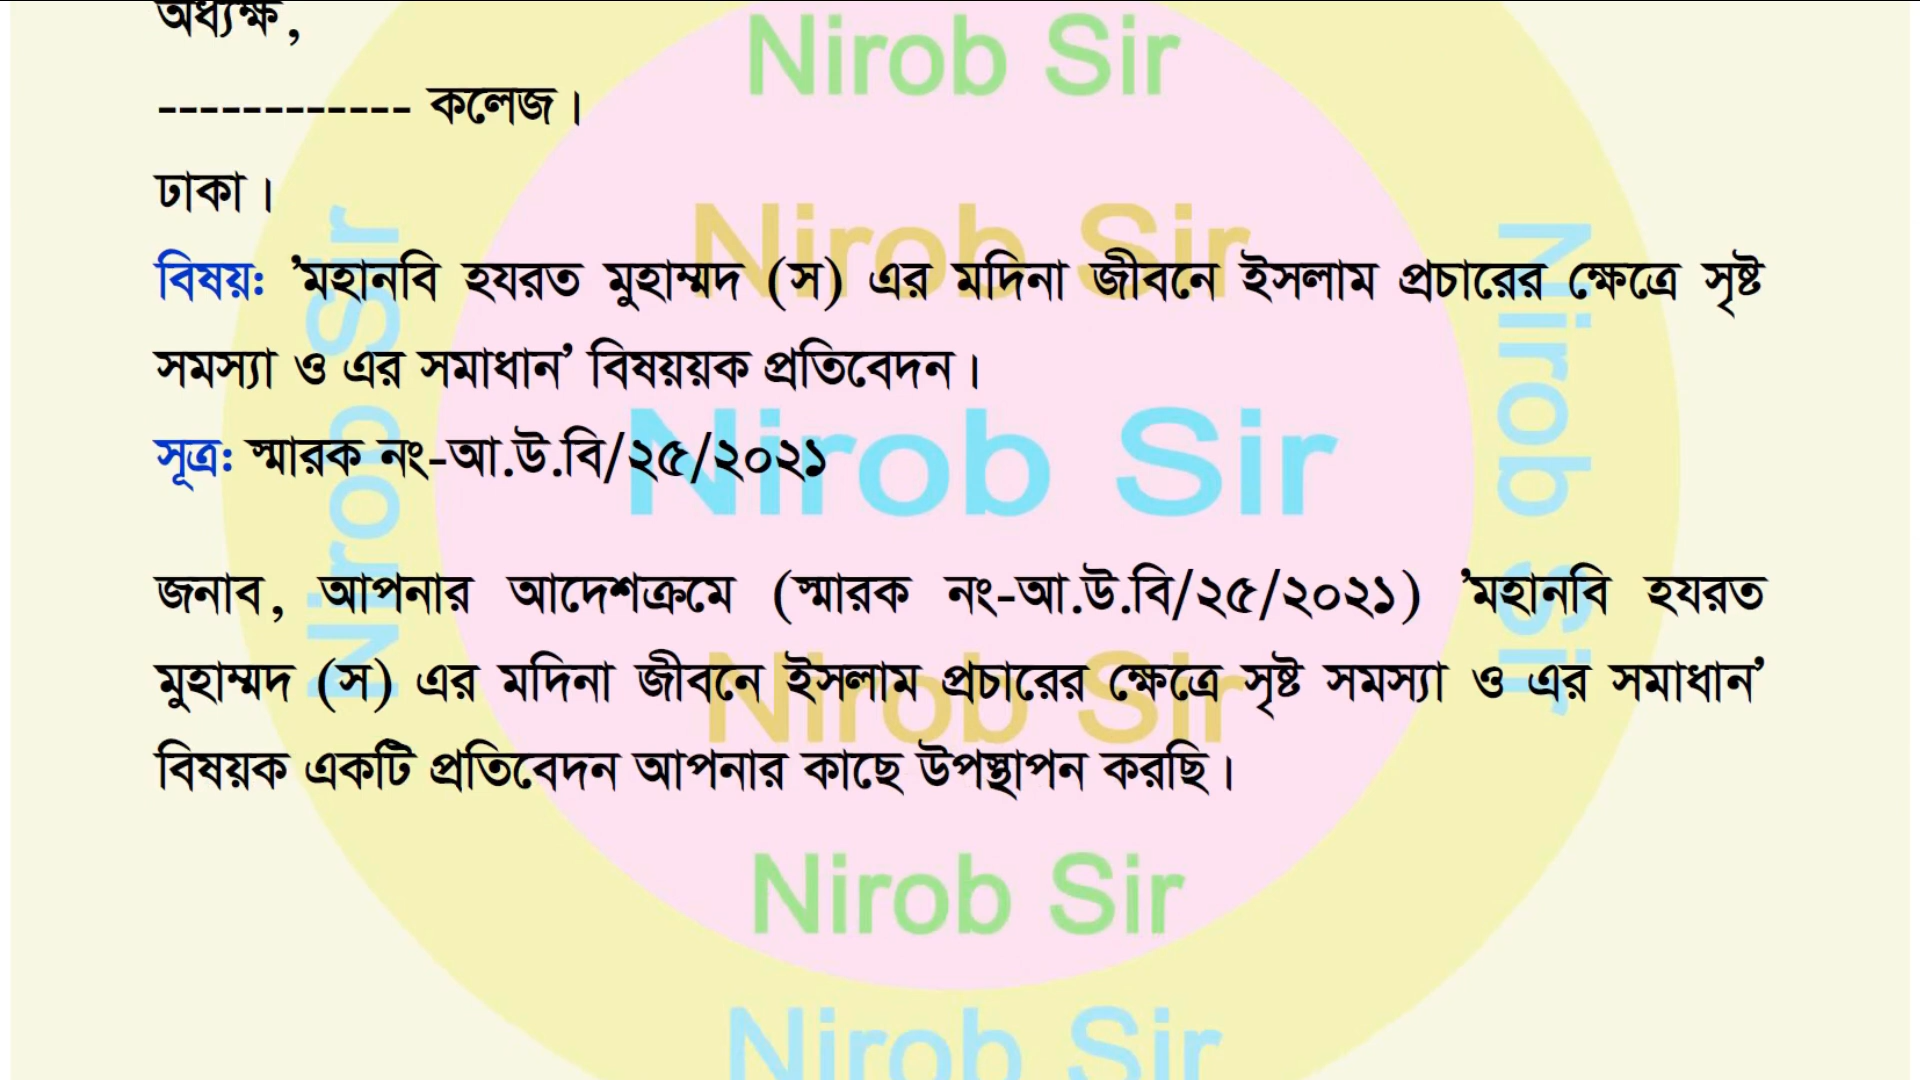 অধ্যক্ষ,
Nirob Sir
------------ কলেজ।
ঢাকা।
Nirob Sir
Nirob Sir
Nirob Sir
বিষয়: ’মহানবি হযরত মুহাম্মদ (স) এর মদিনা জীবনে ইসলাম প্রচারের ক্ষেত্রে সৃষ্ট
সমস্যা ও এর সমাধান’ বিষয়য়ক প্রতিবেদন।
Nirob Sir
সূত্র: স্মারক নং-আ.উ.বি/২৫/২০২১
জনাব, আপনার আদেশক্রমে (স্মারক নং-আ.উ.বি/২৫/২০২১) ’মহানবি হযরত
মুহাম্মদ (স) এর মদিনা জীবনে ইসলাম প্রচারের ক্ষেত্রে সৃষ্ট সমস্যা ও এর সমাধান’
Nirob Sir
বিষয়ক একটি প্রতিবেদন আপনার কাছে উপস্থাপন করছি।
Nirob Sir
Nirob Sir